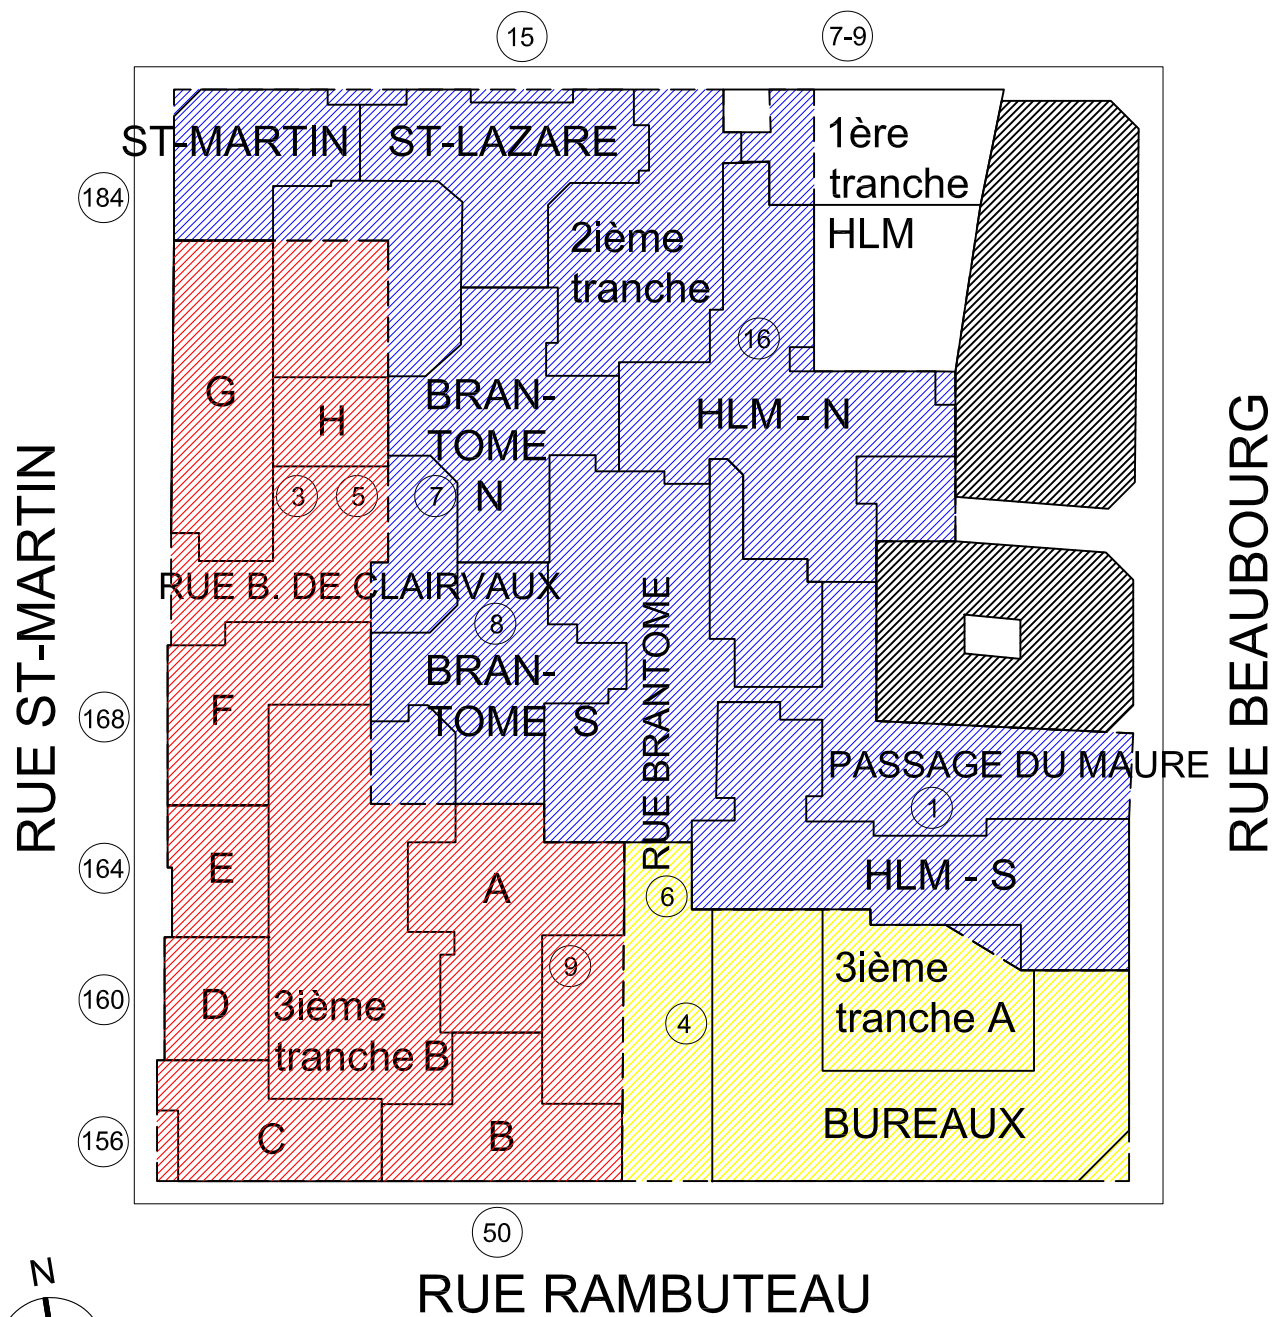 15
7-9
ST-MARTIN
ST-LAZARE
1ère
tranche
HLM
184
2ième
tranche
16
G
H
BRAN-
TOME
N
HLM - N
3
5
7
RUE ST-MARTIN
RUE BEAUBOURG
RUE B. DE CLAIRVAUX
8
BRAN-
TOME S
RUE BRANTOME
168
F
PASSAGE DU MAURE
1
164
E
A
6
HLM - S
9
3ième
tranche A
160
D
3ième
tranche B
4
156
C
B
BUREAUX
50
N
RUE RAMBUTEAU